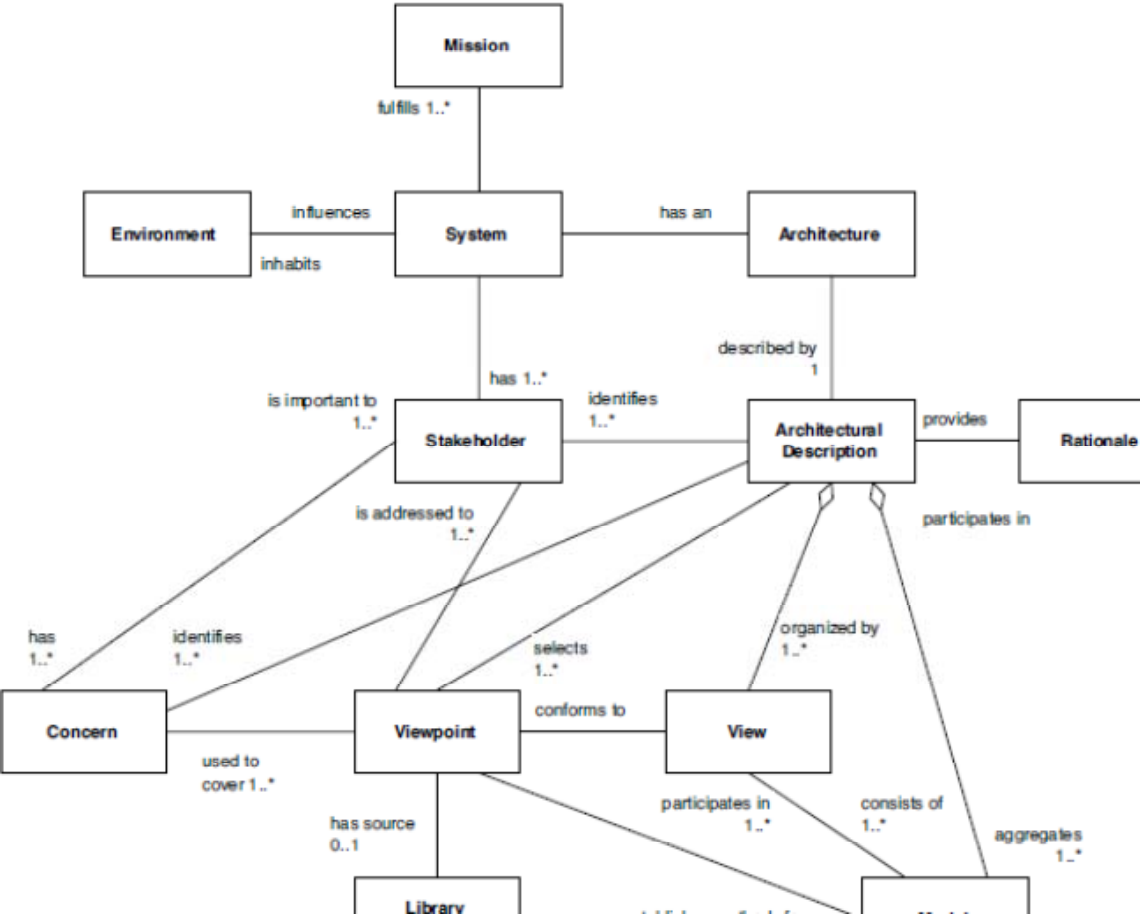 Mission
fulfills 1..*
influences
has an
Environment
System
Architecture
inhabits
described by
1
has 1..*
is important to
1..*
identifies
1..*
provides
Stakeholder
Architectural
Description
Rationale
is addressed to
1..*
participates in
has
1..*
identifies
1..*
organized by
1..*
selects
1..*
conforms to
Concern
Viewpoint
View
used to
cover 1..*
participates in
1..*
consists of
1..*
has source
0..1
aggregates
1..*
Library